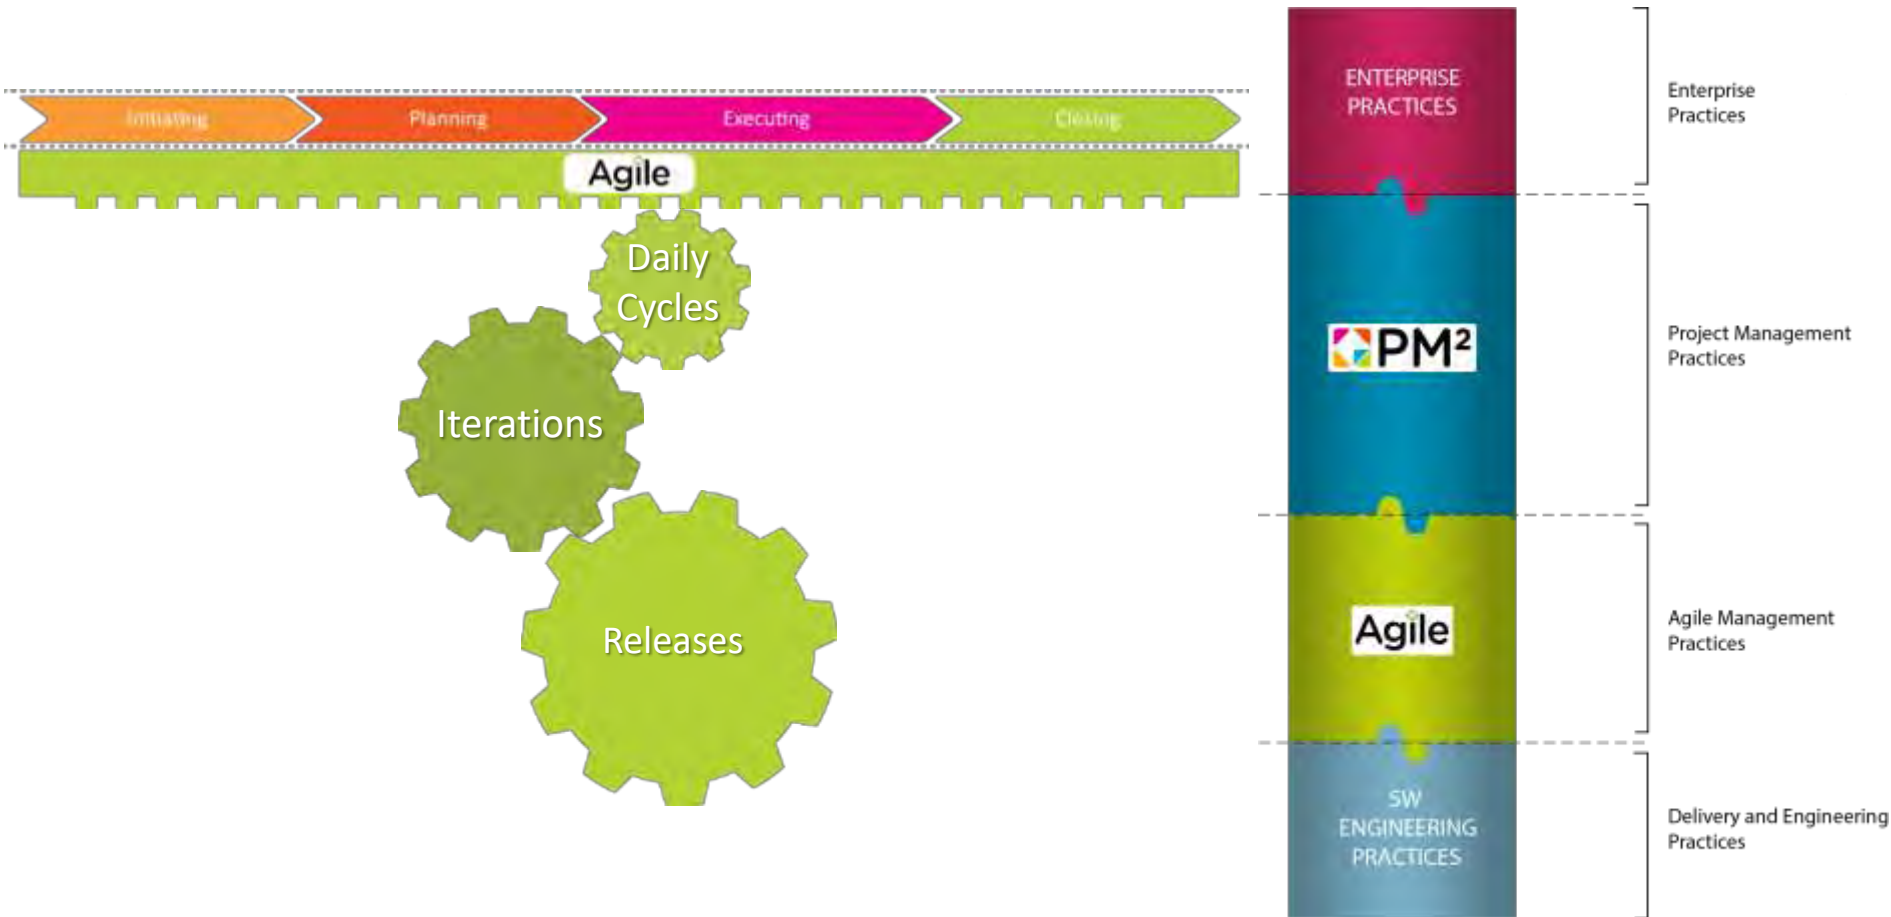 Initiating
Planning
Executing
Closing
Agile
Daily
Cycles
Iterations
Releases
ENTERPRISE
PRACTICES
PM²
Agile
SW
ENGINEERING
PRACTICES
Enterprise
Practices
Project Management
Practices
Agile Management
Practices
Delivery and Engineering
Practices